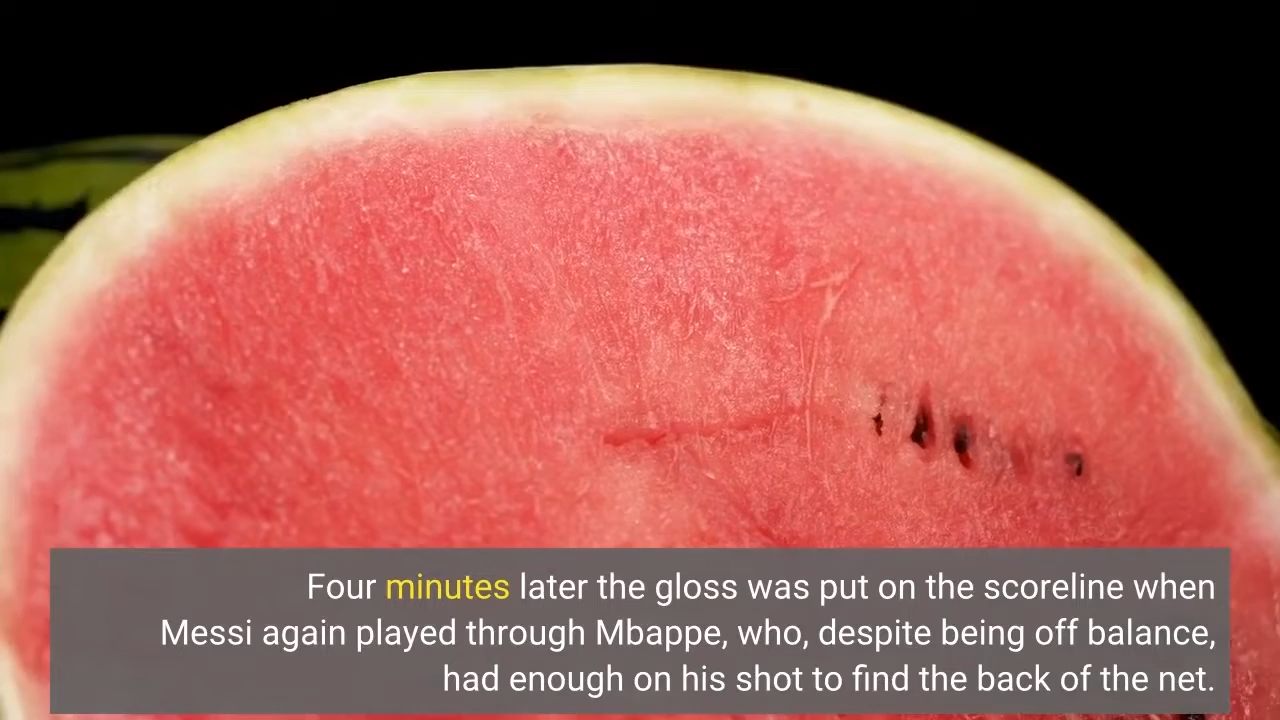 Four minutes later the gloss was put on the scoreline when
Messi again played through Mbappe, who, despite being off balance,
had enough on his shot to find the back of the net.